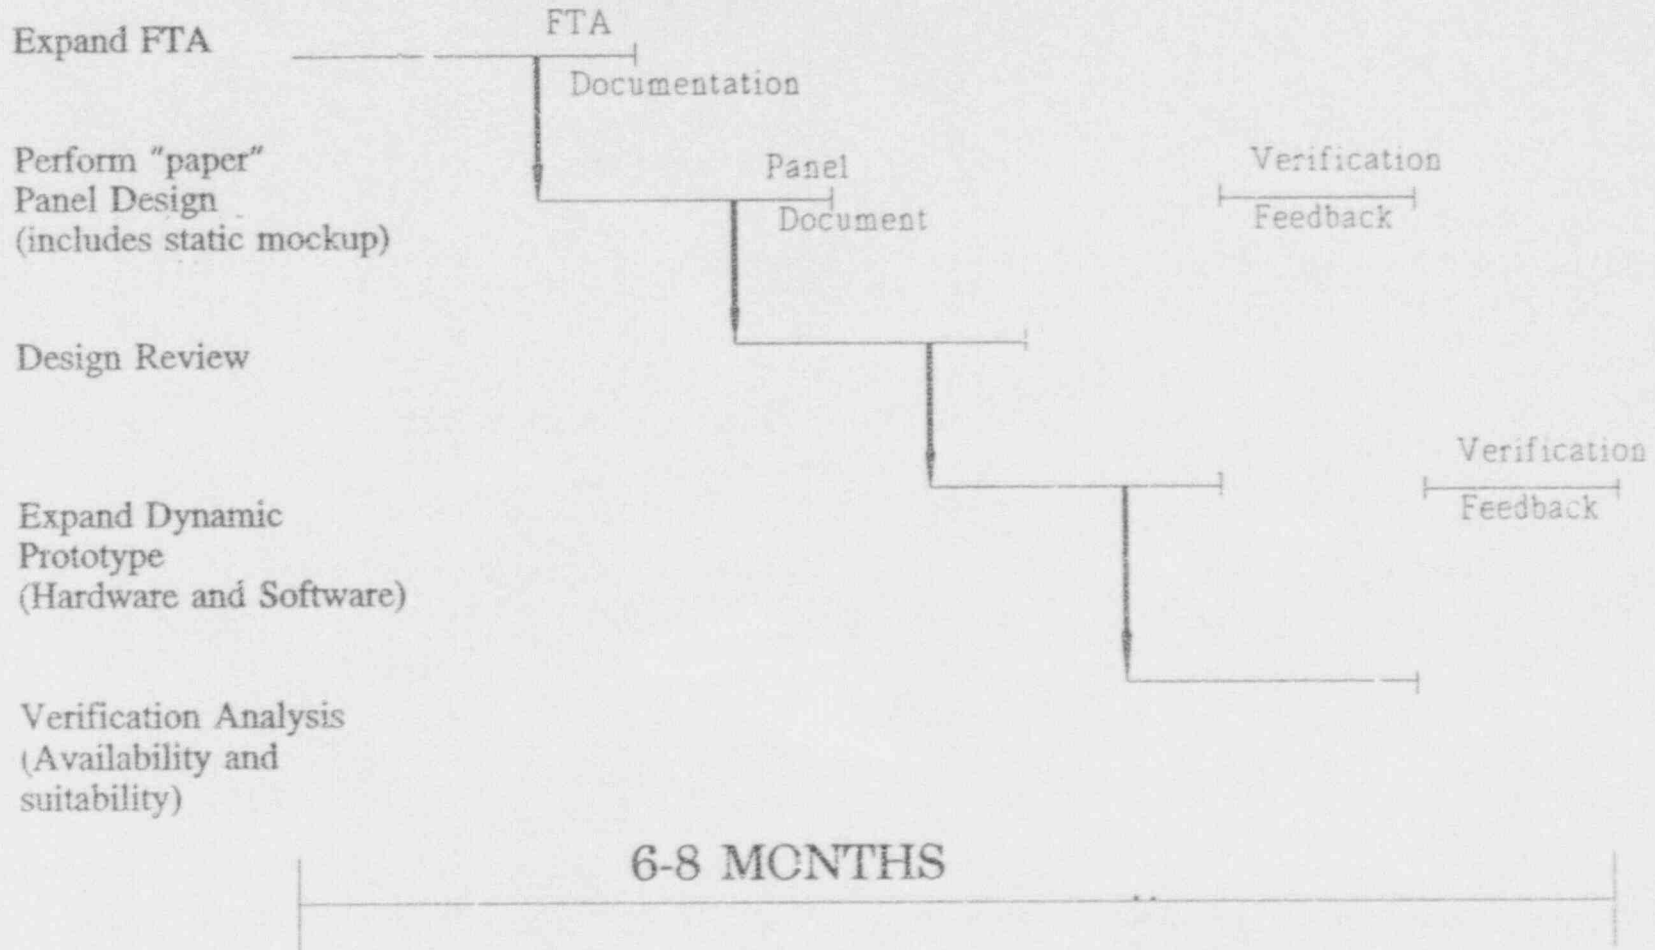 Expand FTA
FTA
Documentation
Perform "paper"
Panel Design
(includes static mockup)
Panel
Document
Verification
Feedback
Design Review
Expand Dynamic
Prototype
(Hardware and Software)
Verification
Feedback
Verification Analysis
(Availability and
suitability)
6-8 MONTHS